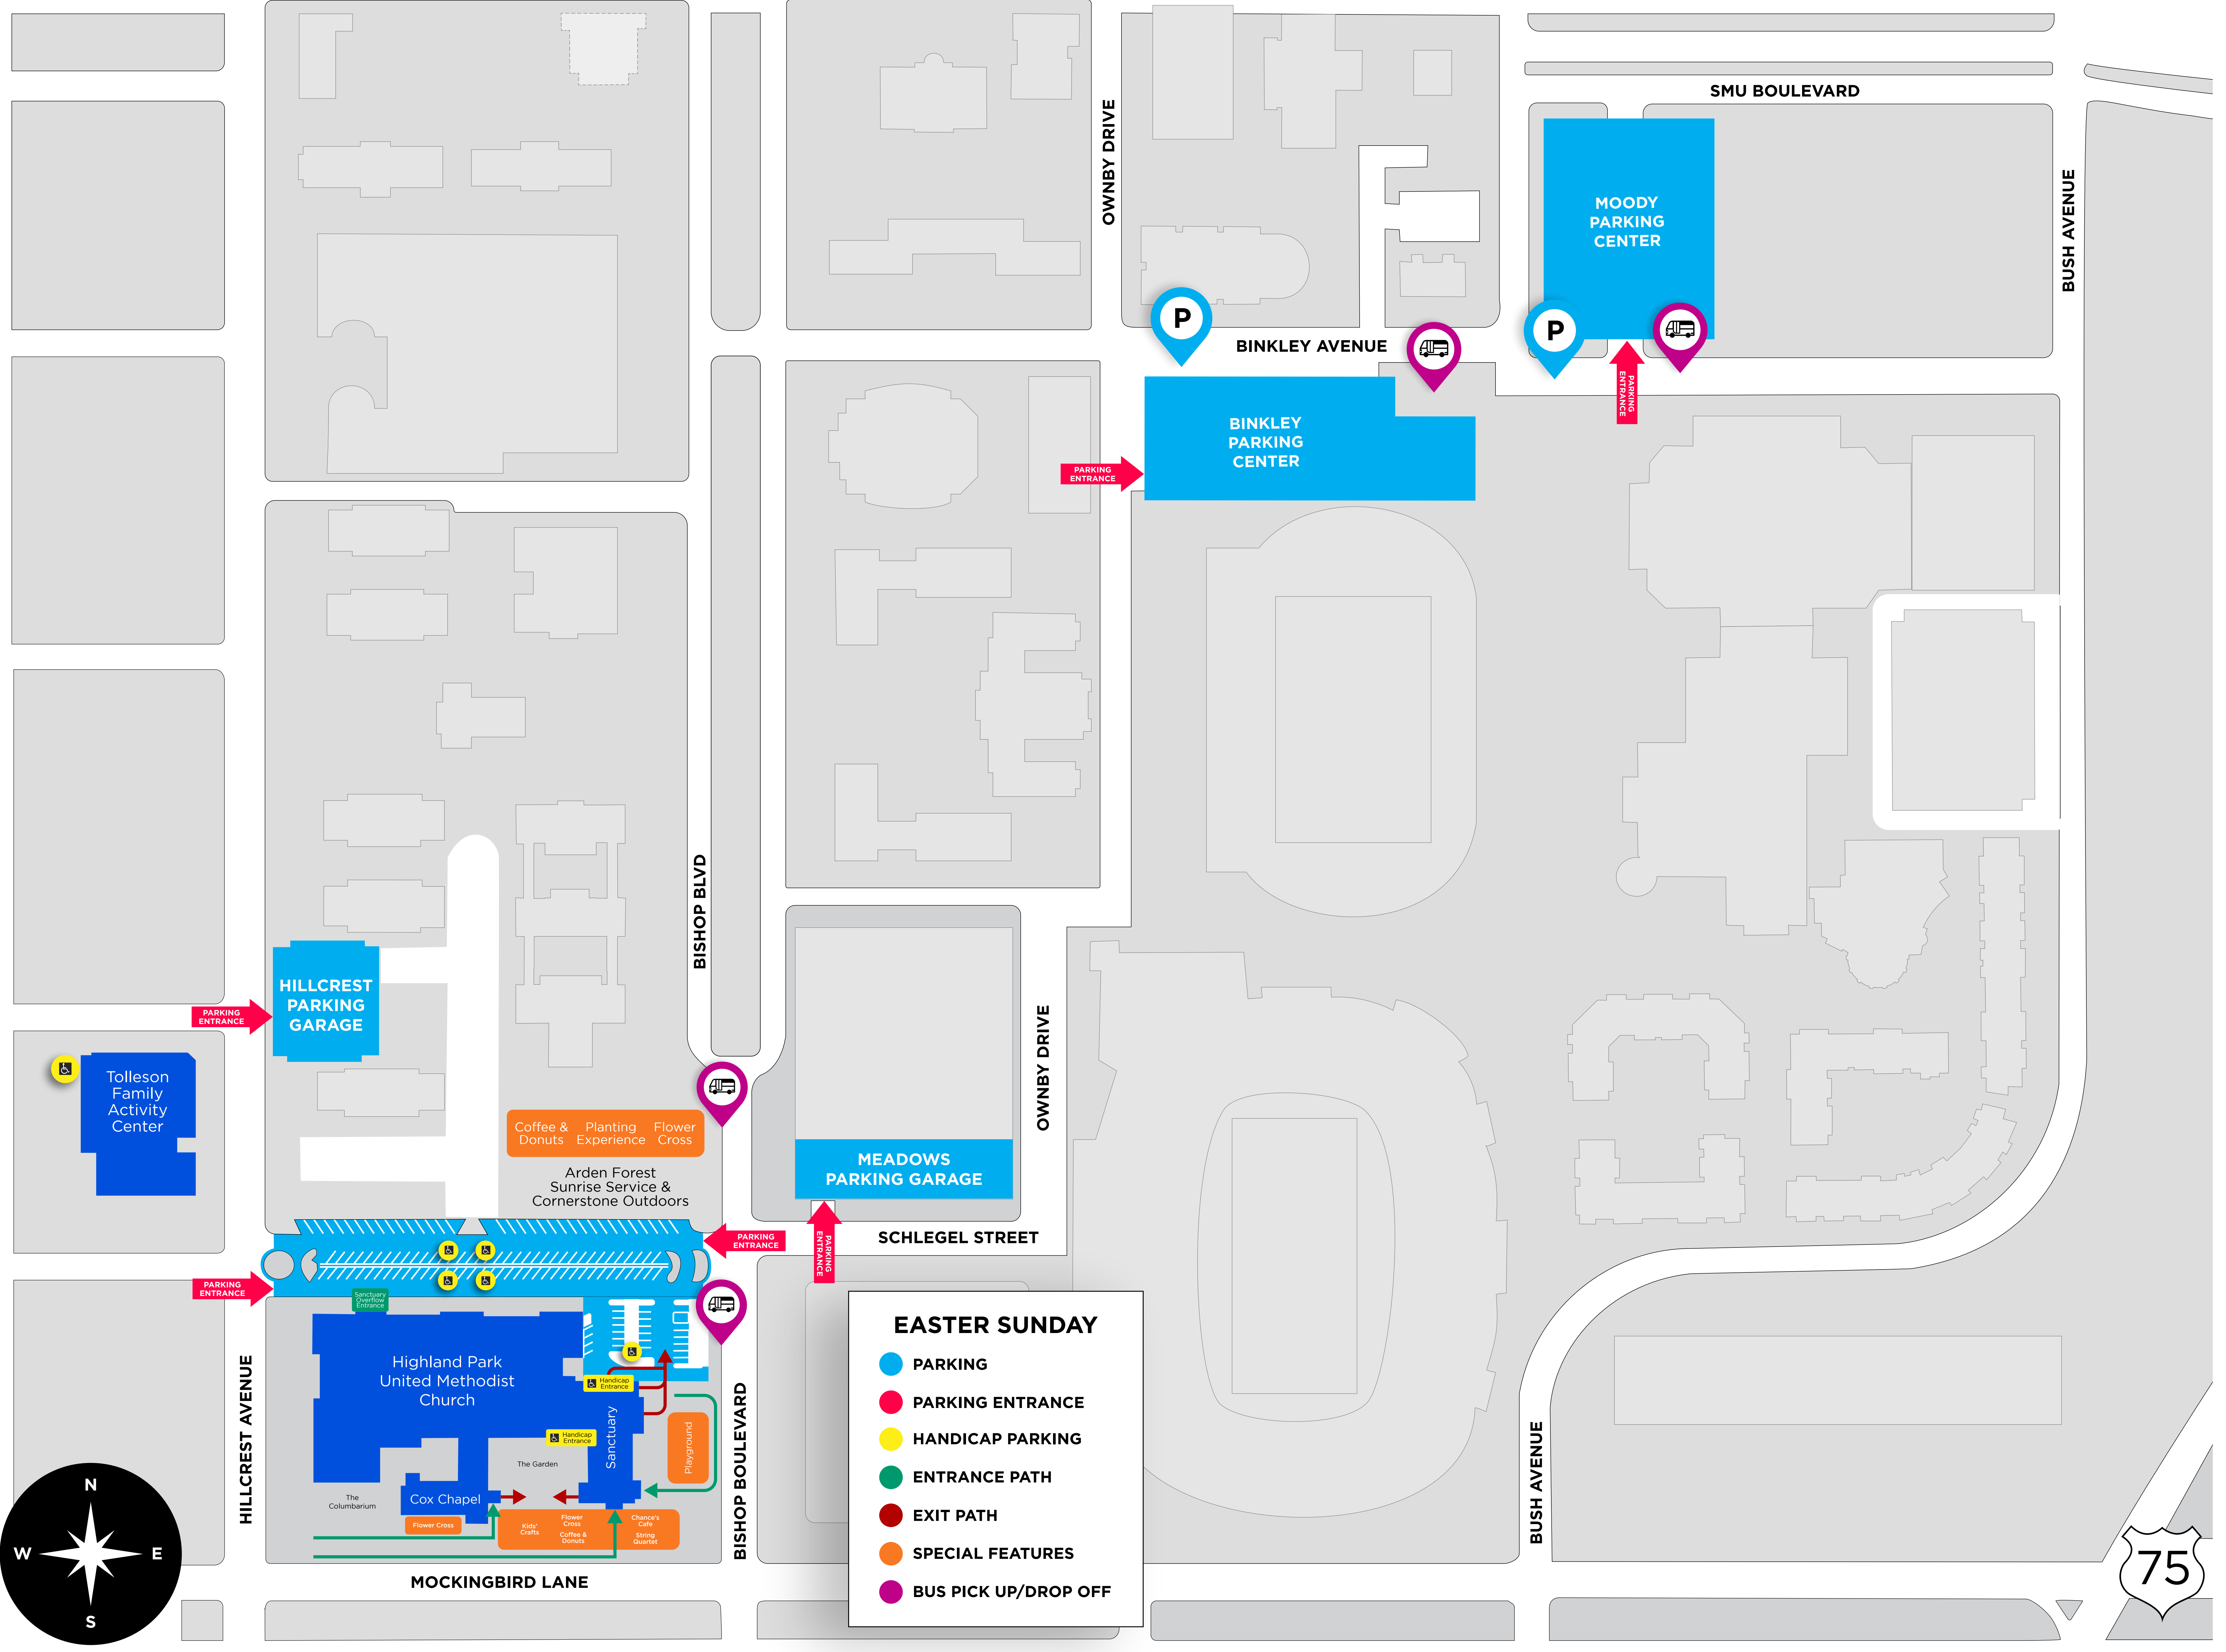 SMU BOULEVARD
OWNBY DRIVE
BUSH AVENUE
MOODY
PARKING
CENTER
P
P
BINKLEY AVENUE
PARKING
ENTRANCE
BINKLEY
PARKING
CENTER
PARKING
ENTRANCE
BISHOP BLVD
HILLCREST
PARKING
GARAGE
PARKING
ENTRANCE
OWNBY DRIVE
Tolleson
Family
Activity
Center
Coffee &
Donuts
Planting
Experience
Flower
Cross
Arden Forest
Sunrise Service &
Cornerstone Outdoors
MEADOWS
PARKING GARAGE
PARKING
ENTRANCE
SCHLEGEL STREET
PARKING
ENTRANCE
PARKING
ENTRANCE
Sanctuary
Overflow
Entrance
Highland Park
United Methodist
Church
Handicap
Entrance
Handicap
Entrance
Sanctuary
Playground
The Garden
The
Columbarium
Cox Chapel
Flower Cross
Kids'
Crafts
Flower
Cross
Coffee &
Donuts
Chance's
Cafe
String
Quartet
HILLCREST AVENUE
BISHOP BOULEVARD
MOCKINGBIRD LANE
N
W
E
S
EASTER SUNDAY
PARKING
PARKING ENTRANCE
HANDICAP PARKING
ENTRANCE PATH
EXIT PATH
SPECIAL FEATURES
BUS PICK UP/DROP OFF
BUSH AVENUE
75